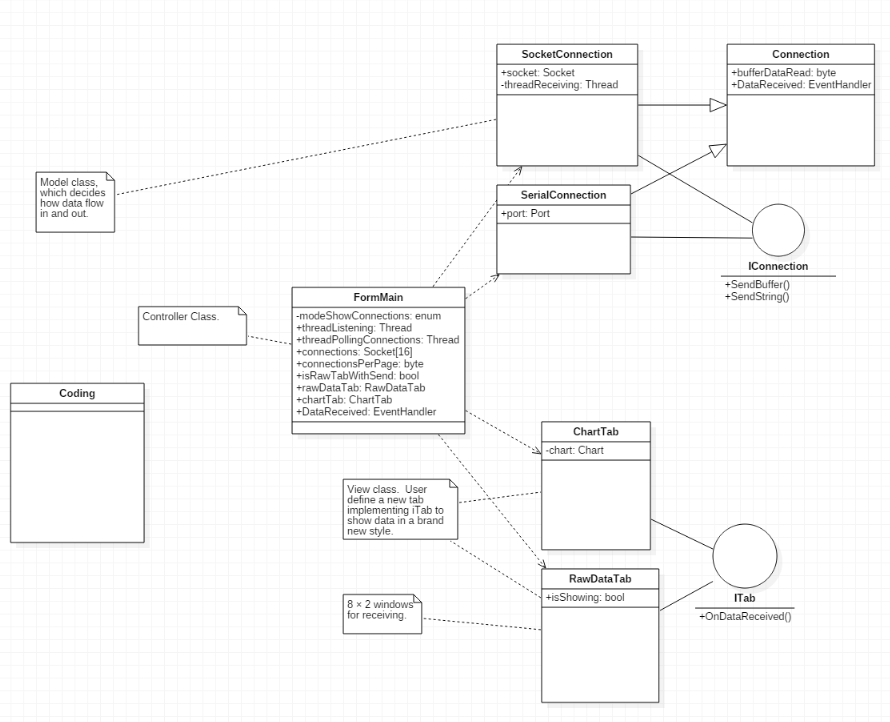 SocketConnection
+socket: Socket
-threadReceiving: Thread
Connection
+bufferDataRead: byte
+DataReceived: EventHandler
Model class,
which decides
how data flow
in and out.
SerialConnection
+port: Port
IConnection
+SendBuffer()
+SendString()
Controller Class.
FormMain
-modeShowConnections: enum
+threadListening: Thread
+threadPollingConnections: Thread
+connections: Socket[16]
+connectionsPerPage: byte
+isRawTabWithSend: bool
+rawDataTab: RawDataTab
+chartTab: ChartTab
+DataReceived: EventHandler
Coding
ChartTab
-chart: Chart
View class.  User
define a new tab
implementing iTab to
show data in a brand
new style.
RawDataTab
+isShowing: bool
8 × 2 windows
for receiving.
ITab
+OnDataReceived()